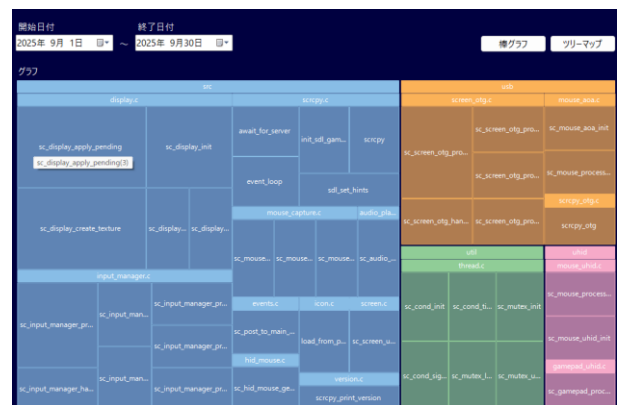 開始日付
終了日付
2025年 9月 1日
～
2025年 9月30日
棒グラフ
ツリーマップ
グラフ
src
display.c
sc_display_apply_pending
sc_display_apply_pending(3)
sc_display_init
sc_display_create_texture
sc_display...
sc_display...
input_manager.c
sc_input_manager_pr...
sc_input_man...
sc_input_manager_pr...
sc_input_manager_pr...
sc_input_manager_ha...
sc_input_man...
sc_input_manager_pr...
scrcpy.c
await_for_server
init_sdl_gam...
scrcpy
event_loop
sdl_set_hints
mouse_capture.c
sc_mouse...
sc_mouse...
sc_mouse...
audio_pla...
sc_audio_...
events.c
sc_post_to_main_...
icon.c
load_from_p...
screen.c
sc_screen_u...
hid_mouse.c
sc_hid_mouse_ge...
version.c
scrcpy_print_version
usb
screen_otg.c
sc_screen_otg_pro...
sc_screen_otg_pro...
sc_screen_otg_pro...
sc_screen_otg_han...
sc_screen_otg_pro...
mouse_aoa.c
sc_mouse_aoa_init
sc_mouse_process...
scrcpy_otg.c
scrcpy_otg
util
thread.c
sc_cond_init
sc_cond_ti...
sc_mutex_init
sc_cond_sig...
sc_mutex_l...
sc_mutex_u...
uhid
mouse_uhid.c
sc_mouse_process...
sc_mouse_uhid_init
gamepad_uhid.c
sc_gamepad_proc...